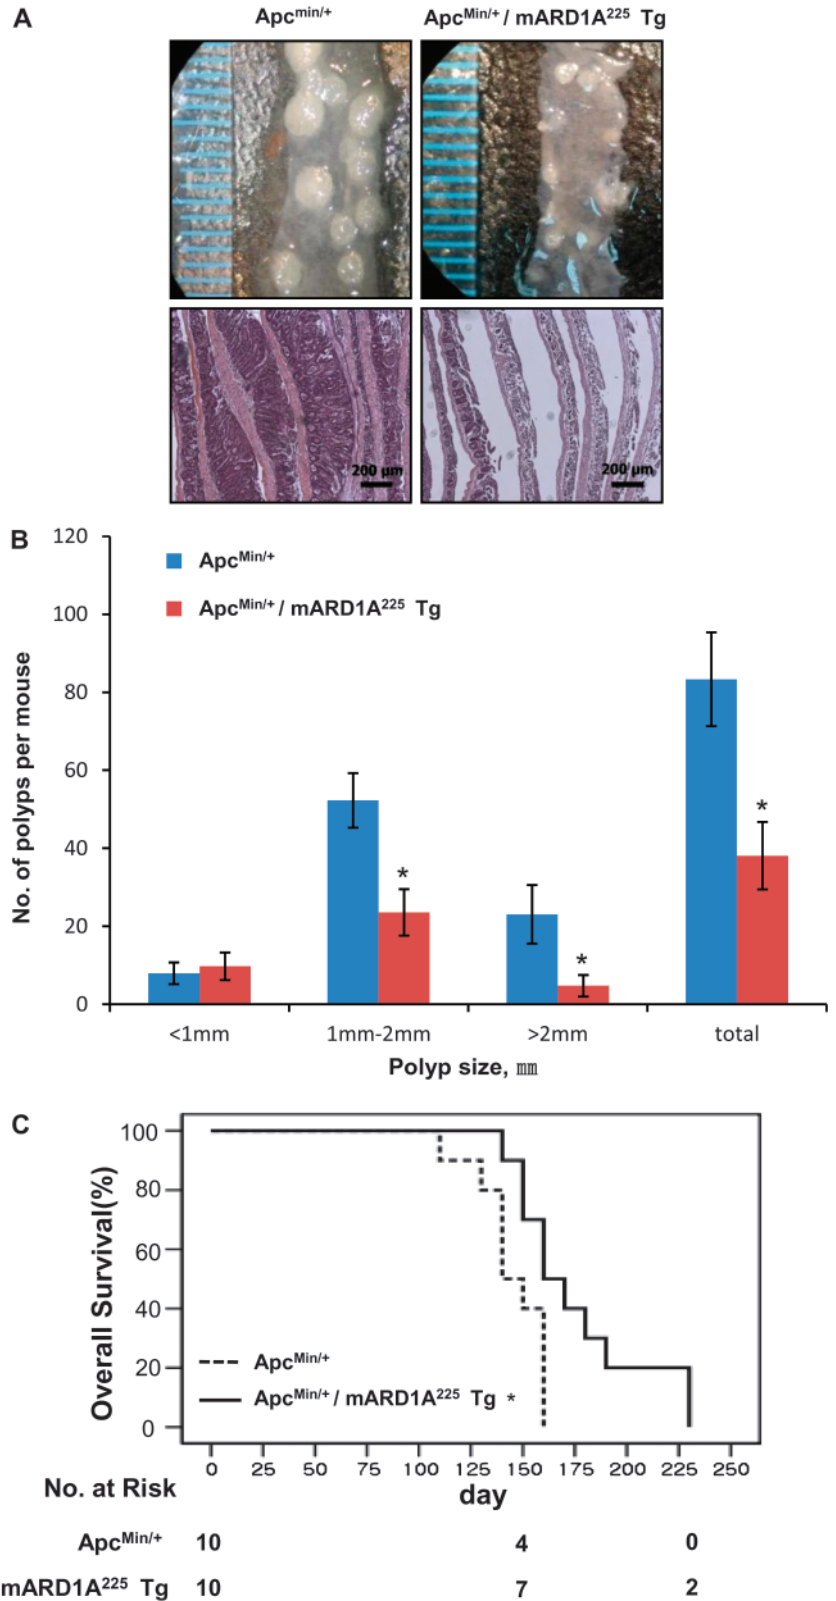 A
Apcmin/+
ApcMin/+ / mARD1A225 Tg
200 μm
200 μm
B
120
100
80
60
40
20
0
No. of polyps per mouse
ApcMin/+
ApcMin/+ / mARD1A225 Tg
*
*
*
<1mm 1mm-2mm >2mm total
Polyp size, ㎜
C
100
80
60
40
20
0
Overall Survival(%)
ApcMin/+
ApcMin/+ / mARD1A225 Tg *
0 25 50 75 100 125 150 175 200 225 250
day
No. at Risk
ApcMin/+ 10 4 0
mARD1A225 Tg 10 7 2